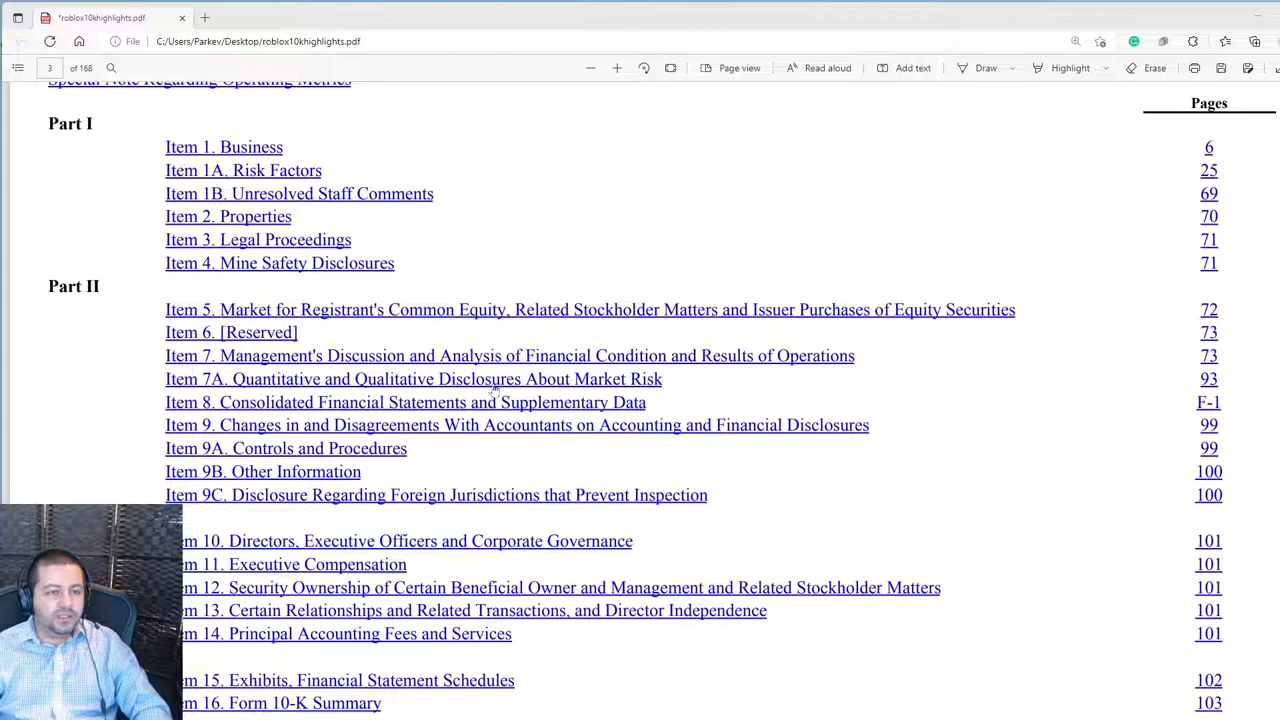 *roblox10khighlights.pdf
File C:/Users/Parkev/Desktop/roblox10khighlights.pdf
3 of 168 Page view Read aloud Add text Draw Highlight Erase
Special Note Regarding Operating Metrics
Pages
Part I
Item 1. Business 6
Item 1A. Risk Factors 25
Item 1B. Unresolved Staff Comments 69
Item 2. Properties 70
Item 3. Legal Proceedings 71
Item 4. Mine Safety Disclosures 71
Part II
Item 5. Market for Registrant's Common Equity, Related Stockholder Matters and Issuer Purchases of Equity Securities 72
Item 6. [Reserved] 73
Item 7. Management's Discussion and Analysis of Financial Condition and Results of Operations 73
Item 7A. Quantitative and Qualitative Disclosures About Market Risk 93
Item 8. Consolidated Financial Statements and Supplementary Data F-1
Item 9. Changes in and Disagreements With Accountants on Accounting and Financial Disclosures 99
Item 9A. Controls and Procedures 99
Item 9B. Other Information 100
Item 9C. Disclosure Regarding Foreign Jurisdictions that Prevent Inspection 100
em 10. Directors, Executive Officers and Corporate Governance 101
em 11. Executive Compensation 101
em 12. Security Ownership of Certain Beneficial Owner and Management and Related Stockholder Matters 101
em 13. Certain Relationships and Related Transactions, and Director Independence 101
em 14. Principal Accounting Fees and Services 101
em 15. Exhibits, Financial Statement Schedules 102
em 16. Form 10-K Summary 103